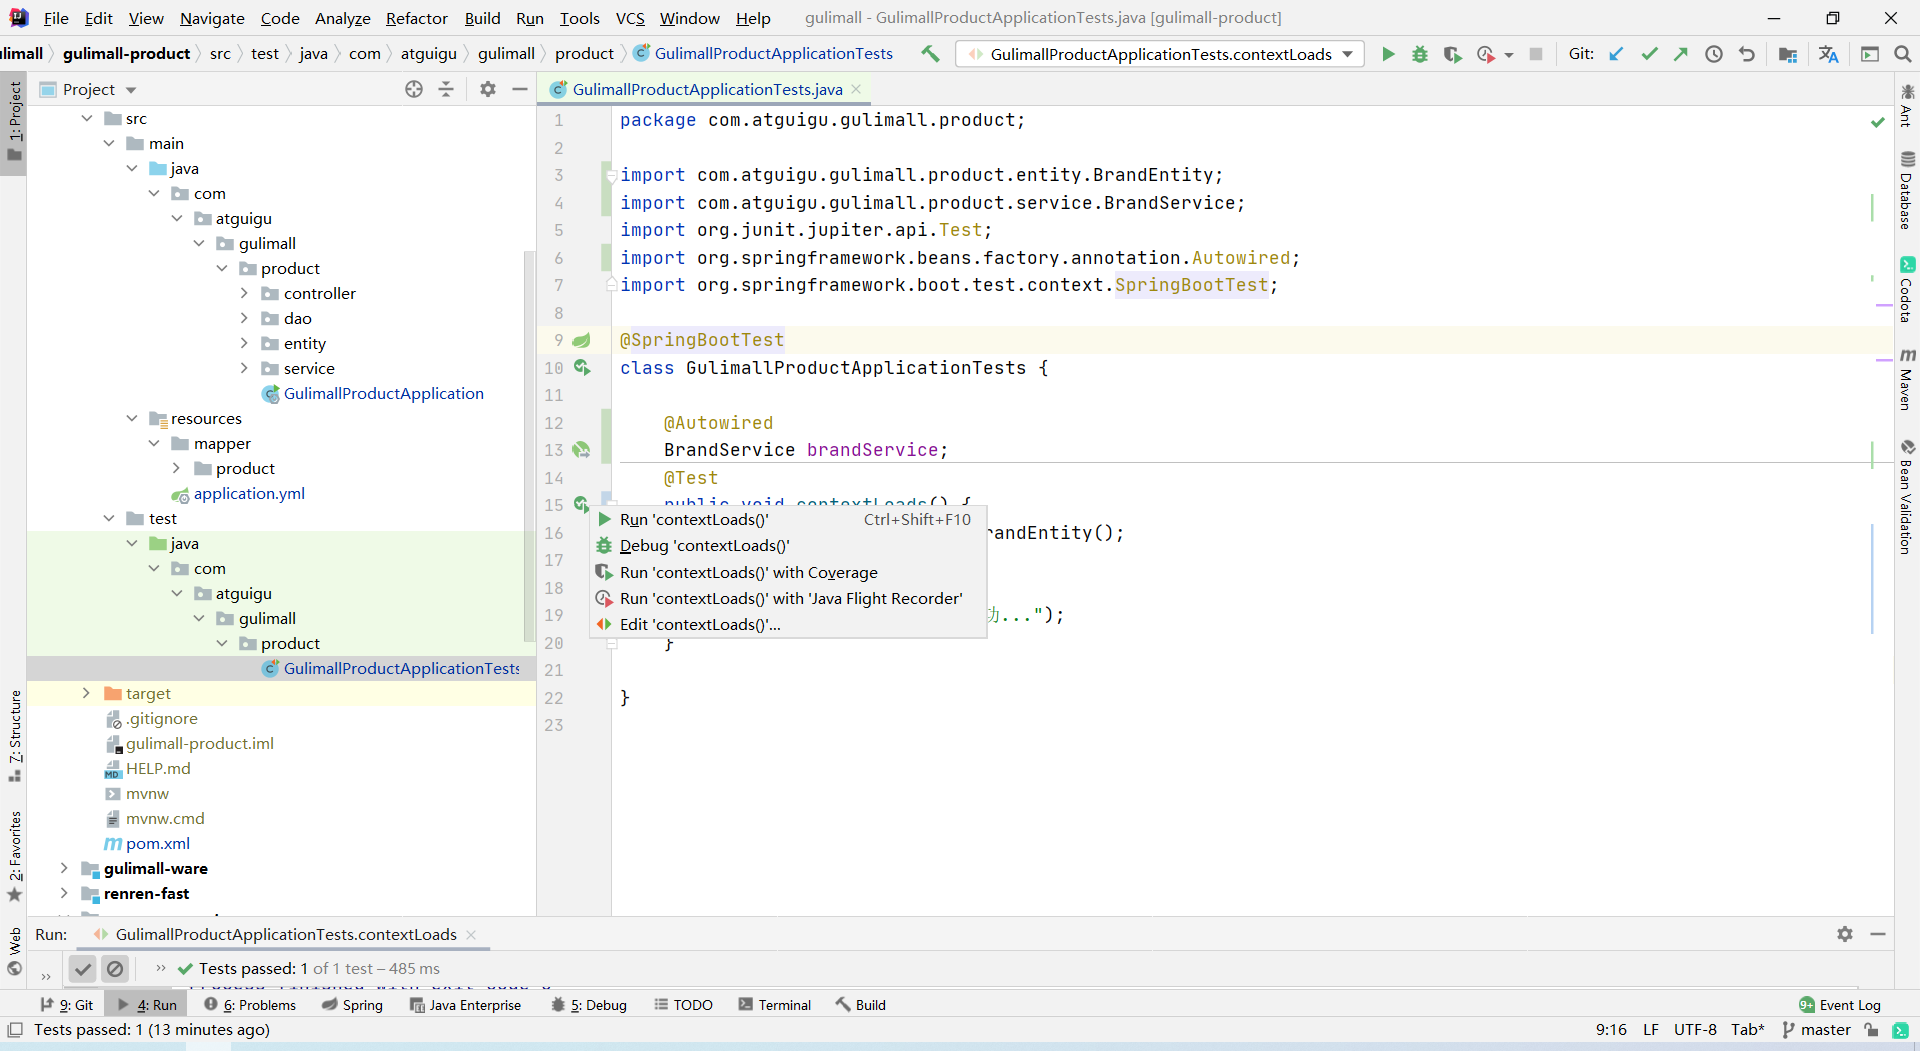 File Edit View Navigate Code Analyze Refactor Build Run Tools VCS Window Help gulimall - GulimallProductApplicationTests.java [gulimall-product]
ulimall gulimall-product src test java com atguigu gulimall product GulimallProductApplicationTests GulimallProductApplicationTests.contextLoads Git:
1: Project
7: Structure
2: Favorites
Web
Project
src
main
java
com
atguigu
gulimall
product
controller
dao
entity
service
GulimallProductApplication
resources
mapper
product
application.yml
test
java
com
atguigu
gulimall
product
GulimallProductApplicationTests
target
.gitignore
gulimall-product.iml
HELP.md
mvnw
mvnw.cmd
pom.xml
gulimall-ware
renren-fast
GulimallProductApplicationTests.java
1 package com.atguigu.gulimall.product;
2
3 import com.atguigu.gulimall.product.entity.BrandEntity;
4 import com.atguigu.gulimall.product.service.BrandService;
5 import org.junit.jupiter.api.Test;
6 import org.springframework.beans.factory.annotation.Autowired;
7 import org.springframework.boot.test.context.SpringBootTest;
8
9 @SpringBootTest
10 class GulimallProductApplicationTests {
11
12 @Autowired
13 BrandService brandService;
14 @Test
15 public void contextLoads() {
16 randEntity();
17
18
19 功...");
20 }
21
22 }
23
Run 'contextLoads()' Ctrl+Shift+F10
Debug 'contextLoads()'
Run 'contextLoads()' with Coverage
Run 'contextLoads()' with 'Java Flight Recorder'
Edit 'contextLoads()'...
Ant
Database
Codota
m Maven
Bean Validation
Run: GulimallProductApplicationTests.contextLoads
» » Tests passed: 1 of 1 test – 485 ms
Process finished with exit code 0
9: Git 4: Run 6: Problems Spring Java Enterprise 5: Debug TODO Terminal Build 9+ Event Log
Tests passed: 1 (13 minutes ago) 9:16 LF UTF-8 Tab* master